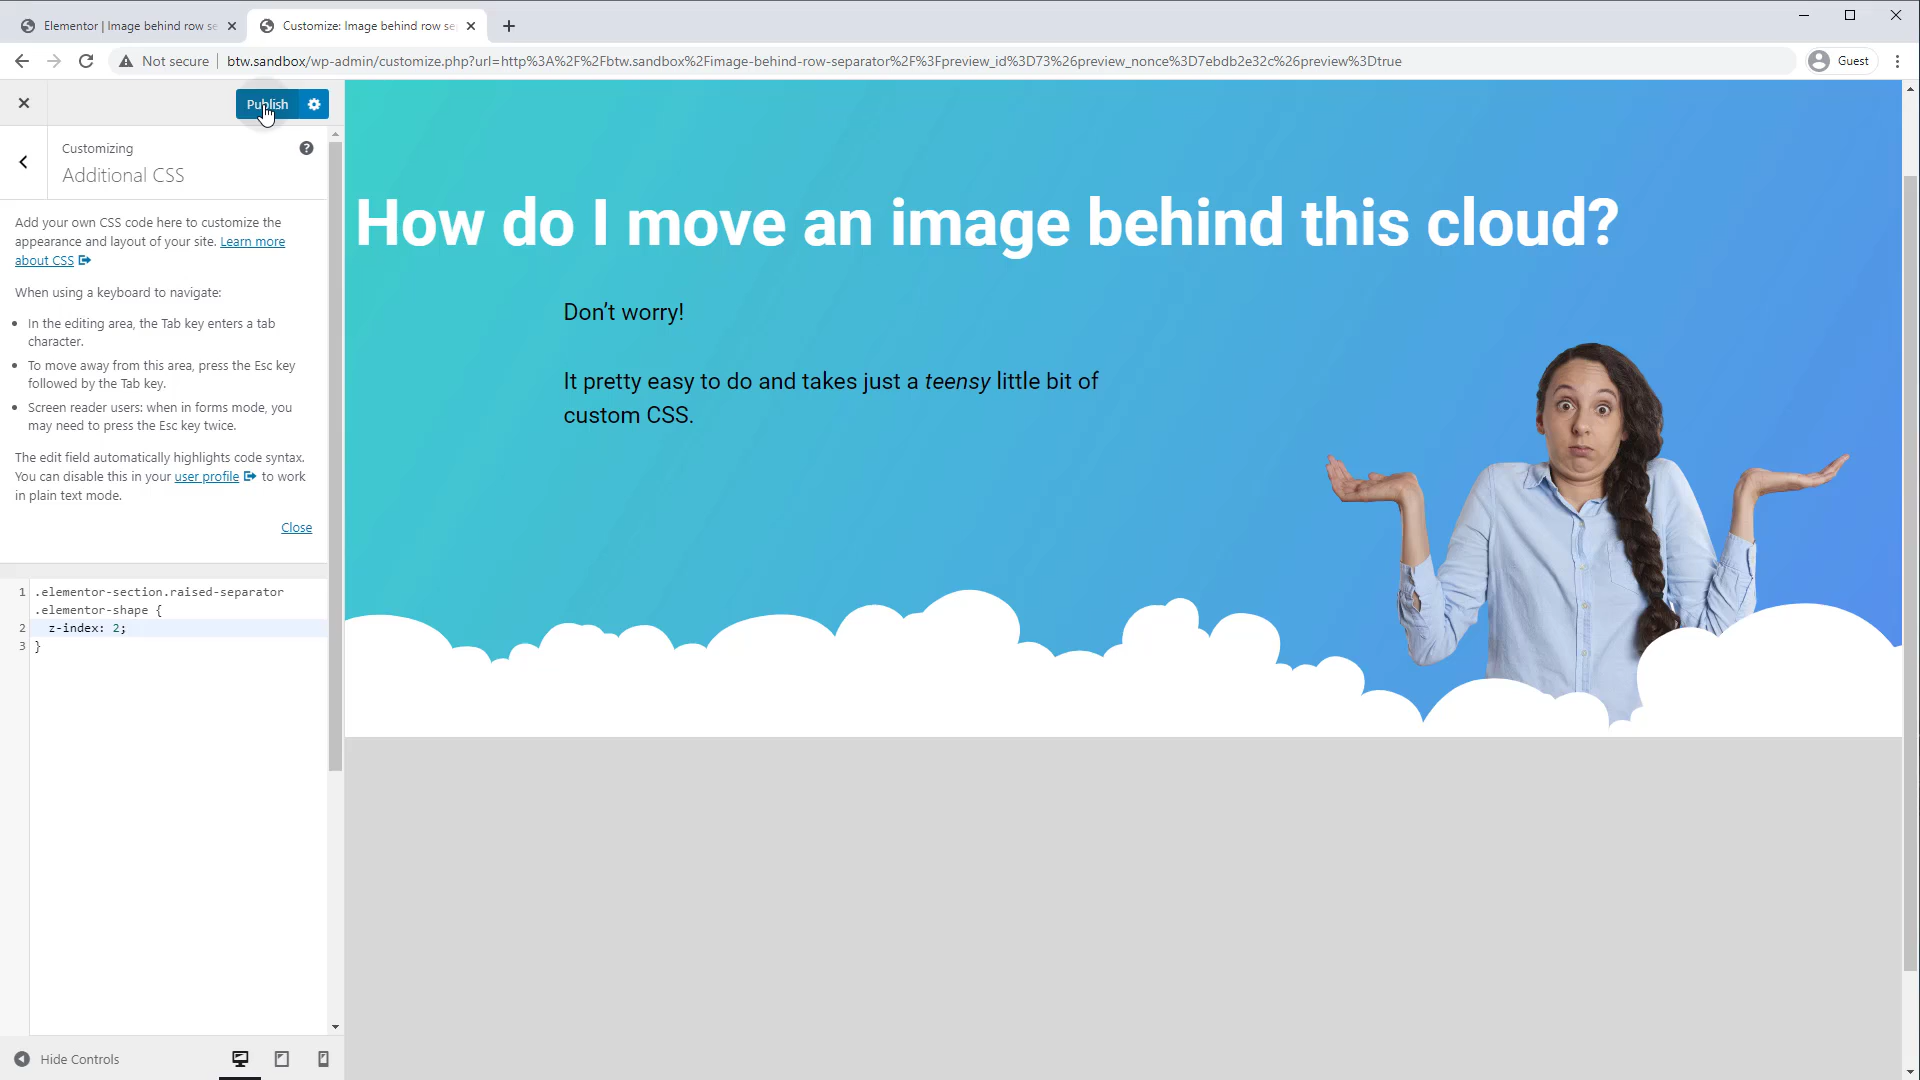 Elementor | Image behind row se
Customize: Image behind row se
Not secure
btw.sandbox/wp-admin/customize.php?url=http%3A%2F%2Fbtw.sandbox%2Fimage-behind-row-separator%2F%3Fpreview_id%3D73%26preview_nonce%3D7ebdb2e32c%26preview%3Dtrue
Guest
Publish
Customizing
Additional CSS
Add your own CSS code here to customize the
appearance and layout of your site. Learn more
about CSS
When using a keyboard to navigate:
In the editing area, the Tab key enters a tab
character.
To move away from this area, press the Esc key
followed by the Tab key.
Screen reader users: when in forms mode, you
may need to press the Esc key twice.
The edit field automatically highlights code syntax.
You can disable this in your user profile to work
in plain text mode.
Close
1 .elementor-section.raised-separator
.elementor-shape {
2 z-index: 2;
3 }
Hide Controls
How do I move an image behind this cloud?
Don't worry!
It pretty easy to do and takes just a teensy little bit of
custom CSS.